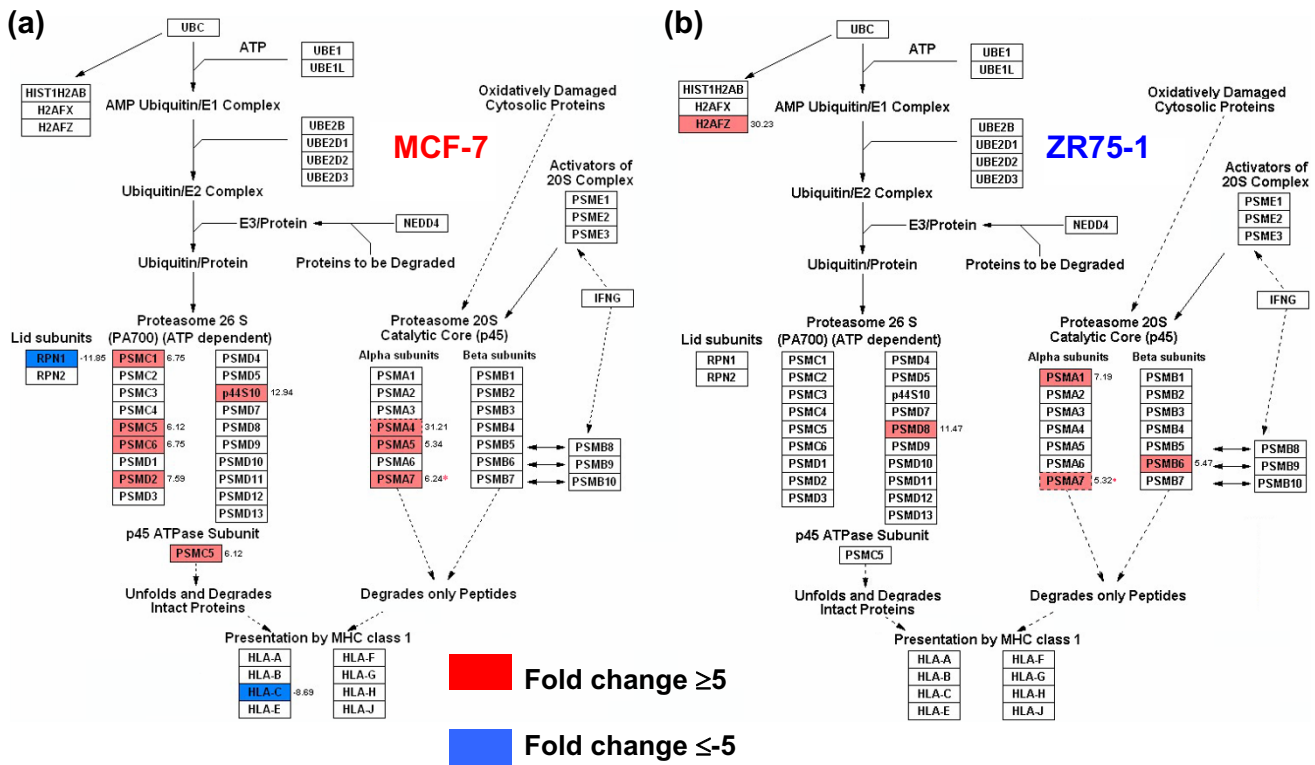 (a)
UBC
ATP
UBE1
UBE1L
HIST1H2AB
H2AFX
H2AFZ
AMP Ubiquitin/E1 Complex
Oxidatively Damaged
Cytosolic Proteins
UBE2B
UBE2D1
UBE2D2
UBE2D3
MCF-7
Ubiquitin/E2 Complex
Activators of
20S Complex
PSME1
PSME2
PSME3
E3/Protein
NEDD4
Ubiquitin/Protein
Proteins to be Degraded
IFNG
Lid subunits
RPN1 -11.85
RPN2
Proteasome 26 S
(PA700) (ATP dependent)
PSMC1 6.75
PSMC2
PSMC3
PSMC4
PSMC5 6.12
PSMC6 6.75
PSMD1
PSMD2 7.59
PSMD3
PSMD4
PSMD5
p44S10 12.94
PSMD7
PSMD8
PSMD9
PSMD10
PSMD11
PSMD12
PSMD13
Proteasome 20S
Catalytic Core (p45)
Alpha subunits
PSMA1
PSMA2
PSMA3
PSMA4 31.21
PSMA5 5.34
PSMA6
PSMA7 6.24*
Beta subunits
PSMB1
PSMB2
PSMB3
PSMB4
PSMB5
PSMB6
PSMB7
PSMB8
PSMB9
PSMB10
p45 ATPase Subunit
PSMC5 6.12
Unfolds and Degrades
Intact Proteins
Degrades only Peptides
Presentation by MHC class 1
HLA-A
HLA-B
HLA-C -8.69
HLA-E
HLA-F
HLA-G
HLA-H
HLA-J
(b)
UBC
ATP
UBE1
UBE1L
HIST1H2AB
H2AFX
H2AFZ 30.23
AMP Ubiquitin/E1 Complex
Oxidatively Damaged
Cytosolic Proteins
UBE2B
UBE2D1
UBE2D2
UBE2D3
ZR75-1
Ubiquitin/E2 Complex
Activators of
20S Complex
PSME1
PSME2
PSME3
E3/Protein
NEDD4
Ubiquitin/Protein
Proteins to be Degraded
IFNG
Lid subunits
RPN1
RPN2
Proteasome 26 S
(PA700) (ATP dependent)
PSMC1
PSMC2
PSMC3
PSMC4
PSMC5
PSMC6
PSMD1
PSMD2
PSMD3
PSMD4
PSMD5
p44S10
PSMD7
PSMD8 11.47
PSMD9
PSMD10
PSMD11
PSMD12
PSMD13
Proteasome 20S
Catalytic Core (p45)
Alpha subunits
PSMA1 7.19
PSMA2
PSMA3
PSMA4
PSMA5
PSMA6
PSMA7 5.32*
Beta subunits
PSMB1
PSMB2
PSMB3
PSMB4
PSMB5
PSMB6 5.47
PSMB7
PSMB8
PSMB9
PSMB10
p45 ATPase Subunit
PSMC5
Unfolds and Degrades
Intact Proteins
Degrades only Peptides
Presentation by MHC class 1
HLA-A
HLA-B
HLA-C
HLA-E
HLA-F
HLA-G
HLA-H
HLA-J
Fold change ≥5
Fold change ≤-5